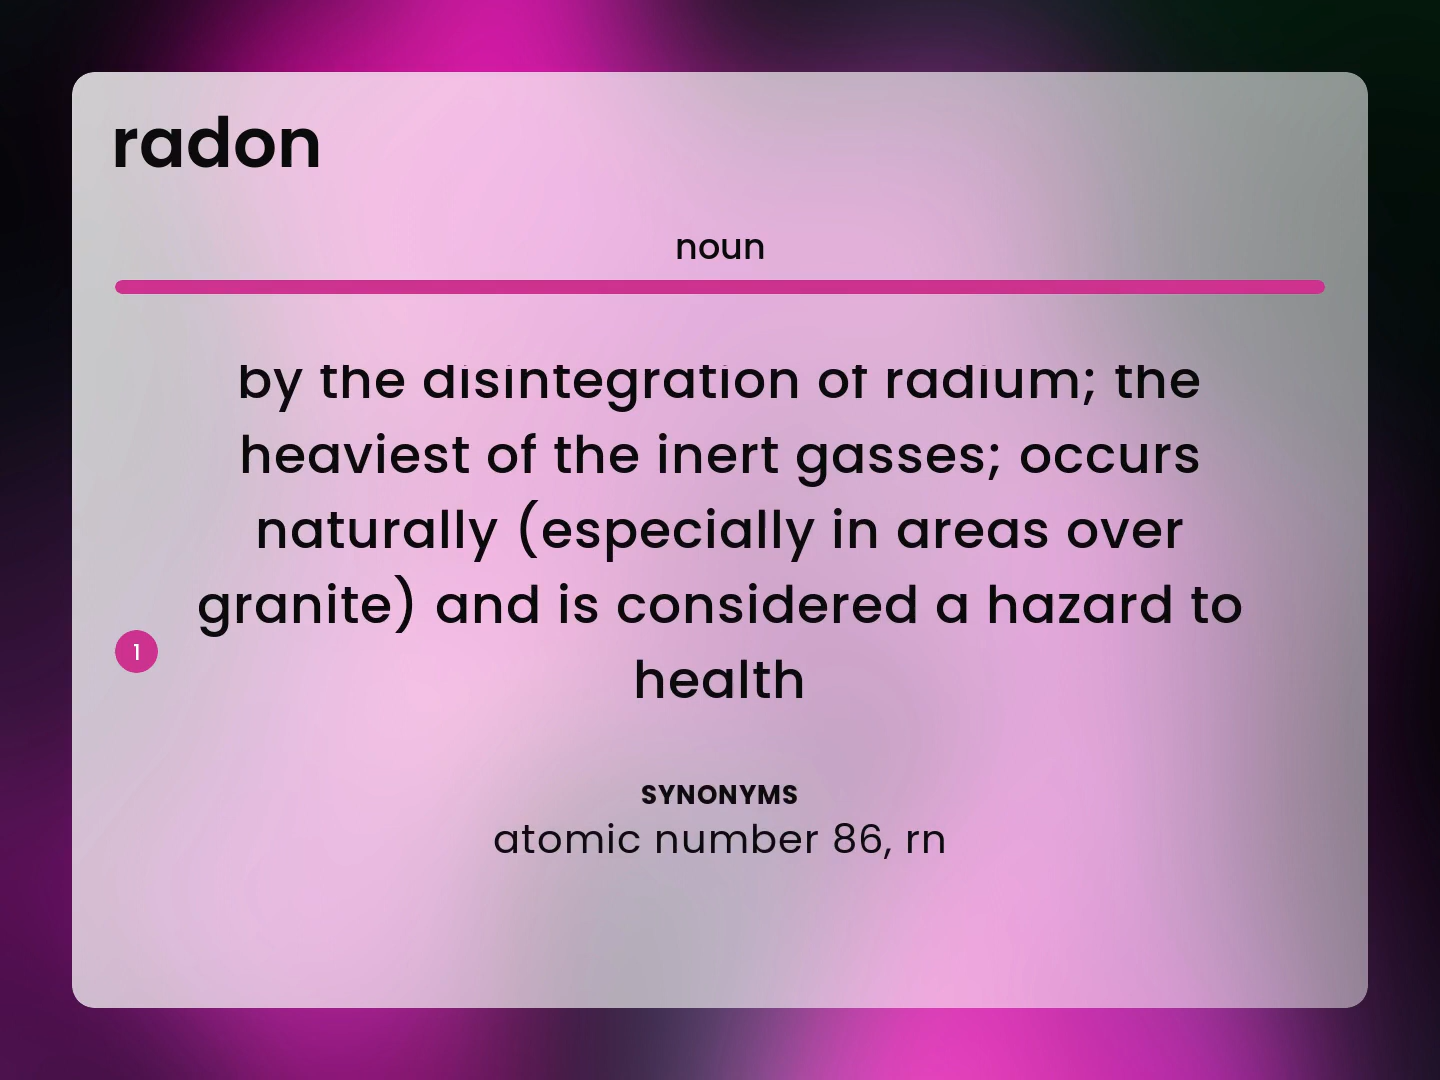 radon
noun
by the disintegration of radium; the
heaviest of the inert gasses; occurs
naturally (especially in areas over
granite) and is considered a hazard to
health
1
SYNONYMS
atomic number 86, rn